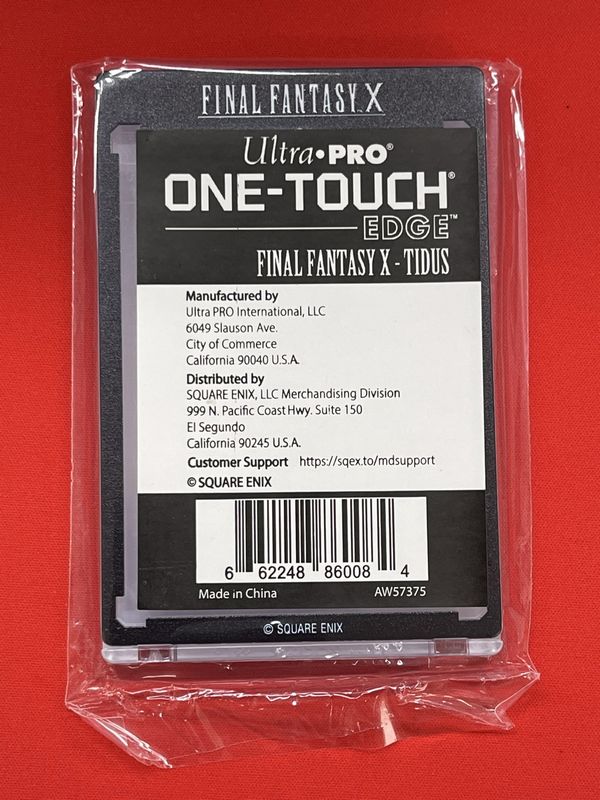 FINAL FANTASY X
Ultra•PRO®
ONE-TOUCH®
EDGE™
FINAL FANTASY X - TIDUS
Manufactured by
Ultra PRO International, LLC
6049 Slauson Ave.
City of Commerce
California 90040 U.S.A.
Distributed by
SQUARE ENIX, LLC Merchandising Division
999 N. Pacific Coast Hwy. Suite 150
El Segundo
California 90245 U.S.A.
Customer Support https://sqex.to/mdsupport
© SQUARE ENIX
6 62248 86008 4
Made in China AW57375
© SQUARE ENIX